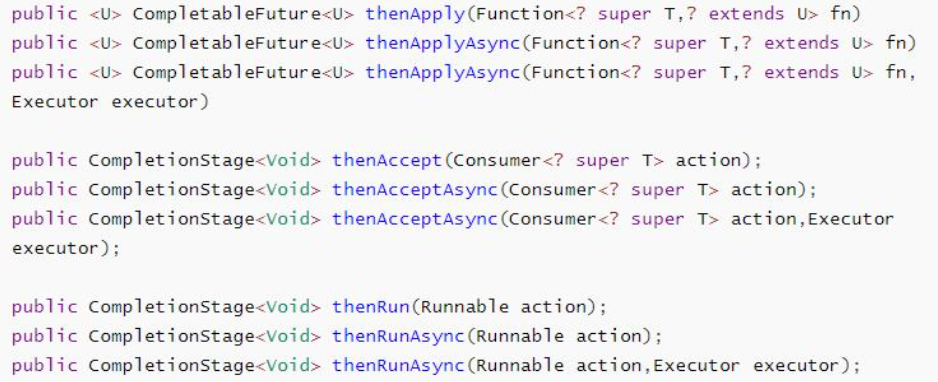 public <U> CompletableFuture<U> thenApply(Function<? super T,? extends U> fn)
public <U> CompletableFuture<U> thenApplyAsync(Function<? super T,? extends U> fn)
public <U> CompletableFuture<U> thenApplyAsync(Function<? super T,? extends U> fn,
Executor executor)
public CompletionStage<Void> thenAccept(Consumer<? super T> action);
public CompletionStage<Void> thenAcceptAsync(Consumer<? super T> action);
public CompletionStage<Void> thenAcceptAsync(Consumer<? super T> action,Executor
executor);
public CompletionStage<Void> thenRun(Runnable action);
public CompletionStage<Void> thenRunAsync(Runnable action);
public CompletionStage<Void> thenRunAsync(Runnable action,Executor executor);